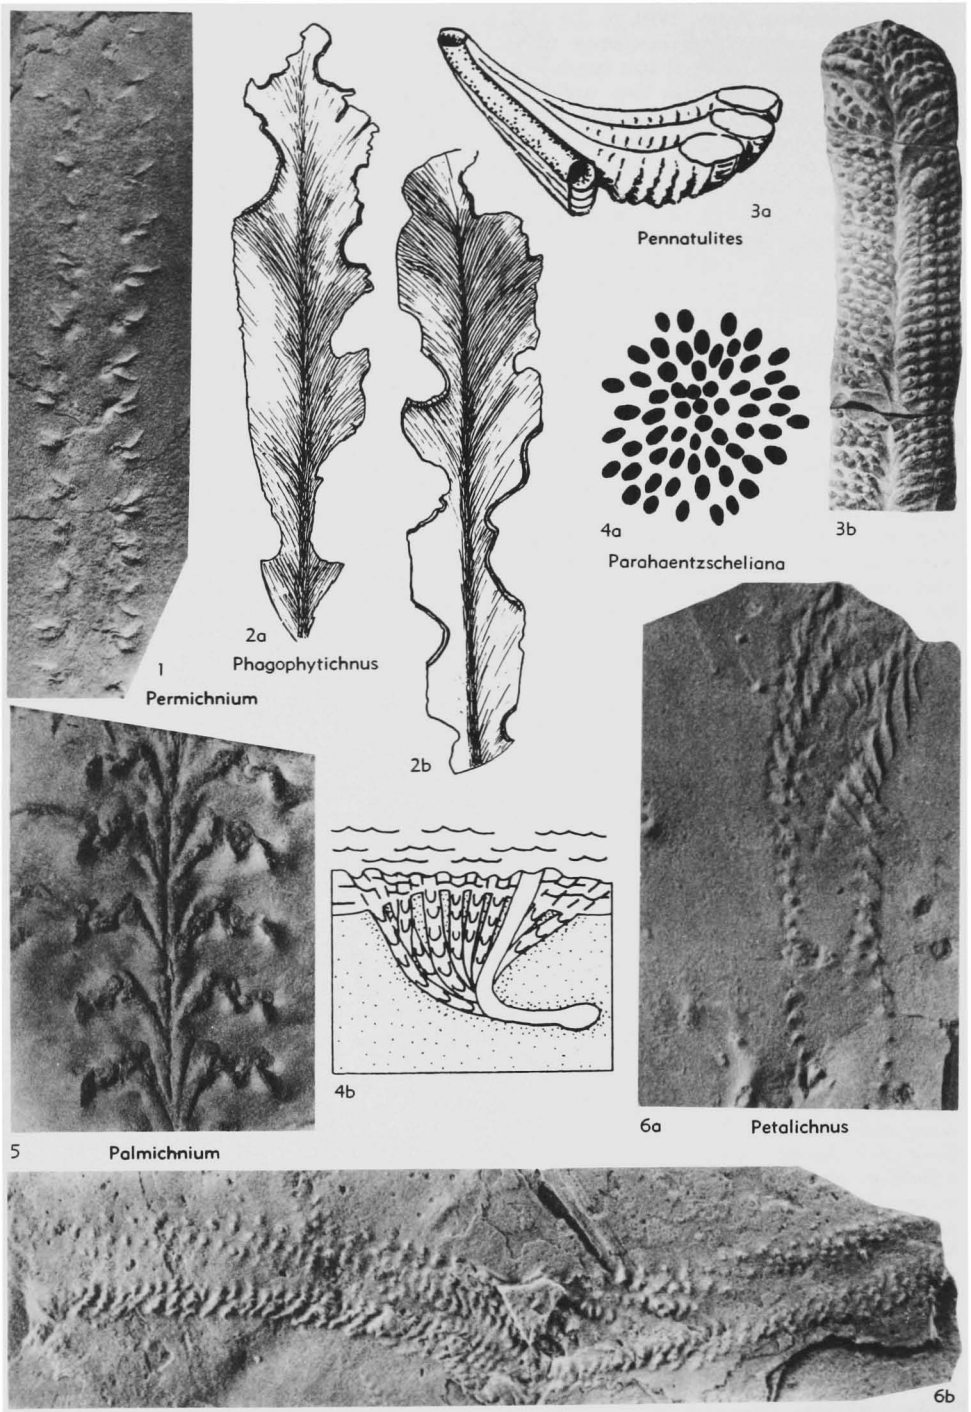 3a
Pennatulites
4a
3b
Parahaentzscheliana
2a
Phagophytichnus
1
Permichnium
2b
4b
6a
Petalichnus
5
Palmichnium
6b